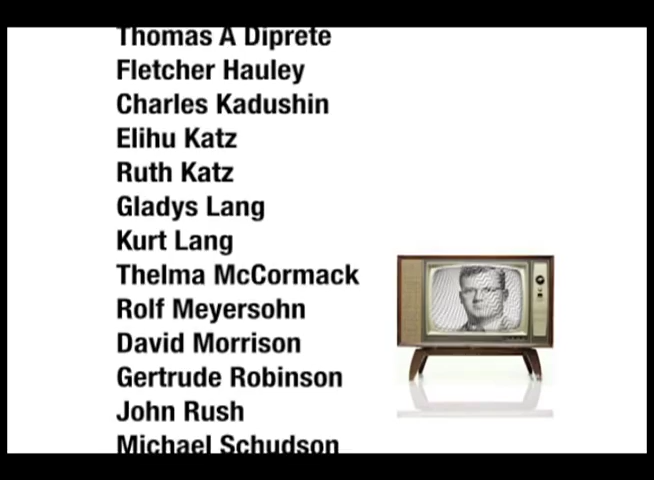 Thomas A Diprete
Fletcher Hauley
Charles Kadushin
Elihu Katz
Ruth Katz
Gladys Lang
Kurt Lang
Thelma McCormack
Rolf Meyersohn
David Morrison
Gertrude Robinson
John Rush
Michael Schudson